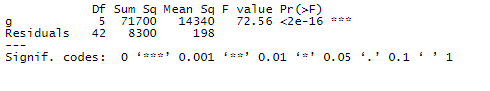 Df Sum Sq Mean Sq F value Pr(>F)
g 5 71700 14340 72.56 <2e-16 ***
Residuals 42 8300 198
---
Signif. codes: 0 ‘***’ 0.001 ‘**’ 0.01 ‘*’ 0.05 ‘.’ 0.1 ‘ ’ 1